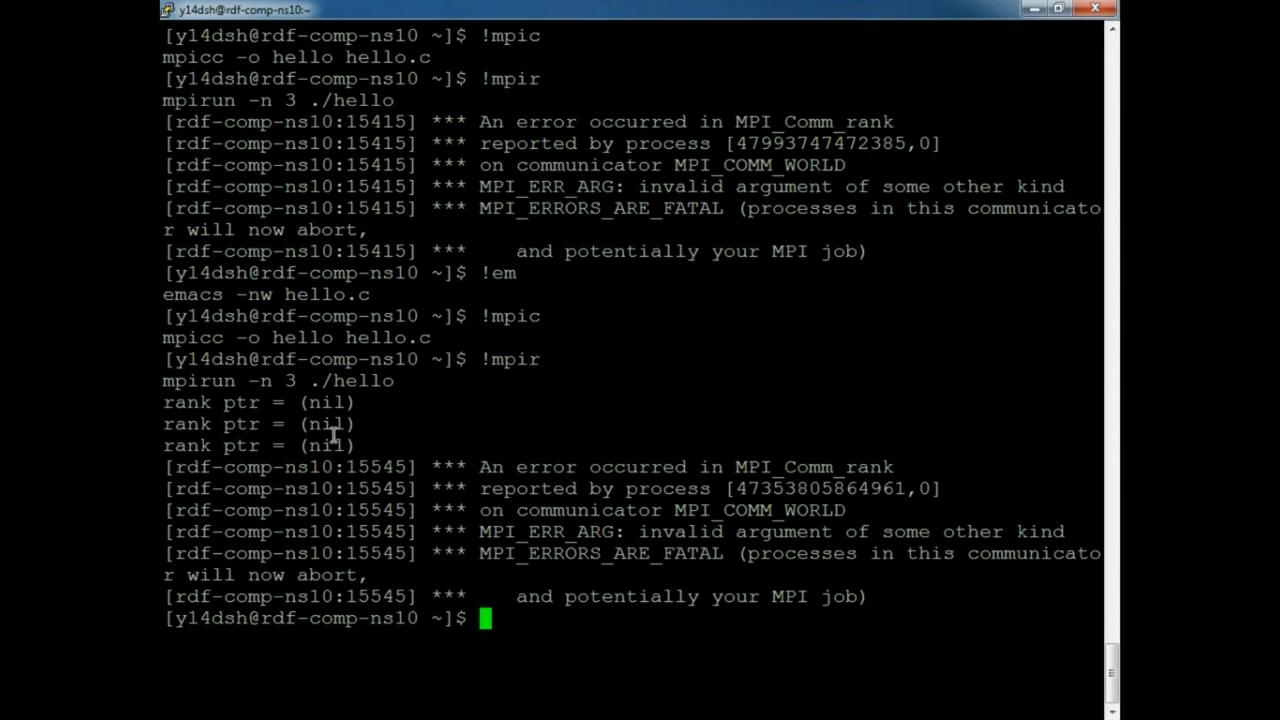 y14dsh@rdf-comp-ns10:~
[y14dsh@rdf-comp-ns10 ~]$ !mpic
mpicc -o hello hello.c
[y14dsh@rdf-comp-ns10 ~]$ !mpir
mpirun -n 3 ./hello
[rdf-comp-ns10:15415] *** An error occurred in MPI_Comm_rank
[rdf-comp-ns10:15415] *** reported by process [47993747472385,0]
[rdf-comp-ns10:15415] *** on communicator MPI_COMM_WORLD
[rdf-comp-ns10:15415] *** MPI_ERR_ARG: invalid argument of some other kind
[rdf-comp-ns10:15415] *** MPI_ERRORS_ARE_FATAL (processes in this communicato
r will now abort,
[rdf-comp-ns10:15415] ***    and potentially your MPI job)
[y14dsh@rdf-comp-ns10 ~]$ !em
emacs -nw hello.c
[y14dsh@rdf-comp-ns10 ~]$ !mpic
mpicc -o hello hello.c
[y14dsh@rdf-comp-ns10 ~]$ !mpir
mpirun -n 3 ./hello
rank ptr = (nil)
rank ptr = (nil)
rank ptr = (nil)
[rdf-comp-ns10:15545] *** An error occurred in MPI_Comm_rank
[rdf-comp-ns10:15545] *** reported by process [47353805864961,0]
[rdf-comp-ns10:15545] *** on communicator MPI_COMM_WORLD
[rdf-comp-ns10:15545] *** MPI_ERR_ARG: invalid argument of some other kind
[rdf-comp-ns10:15545] *** MPI_ERRORS_ARE_FATAL (processes in this communicato
r will now abort,
[rdf-comp-ns10:15545] ***    and potentially your MPI job)
[y14dsh@rdf-comp-ns10 ~]$